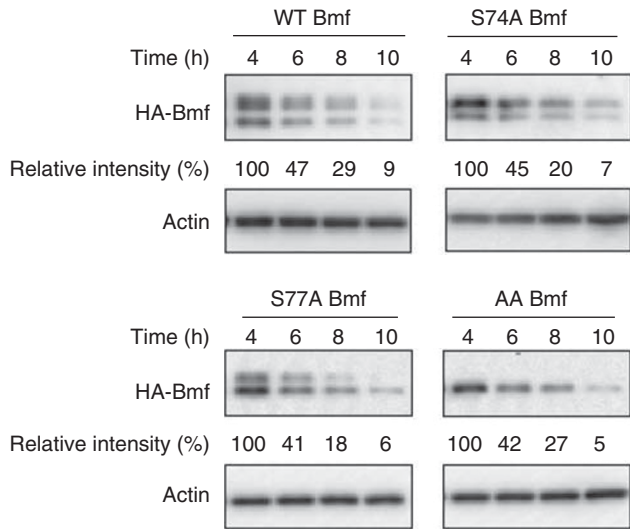 WT Bmf S74A Bmf
Time (h) 4 6 8 10 4 6 8 10
HA-Bmf
Relative intensity (%) 100 47 29 9 100 45 20 7
Actin
S77A Bmf AA Bmf
Time (h) 4 6 8 10 4 6 8 10
HA-Bmf
Relative intensity (%) 100 41 18 6 100 42 27 5
Actin